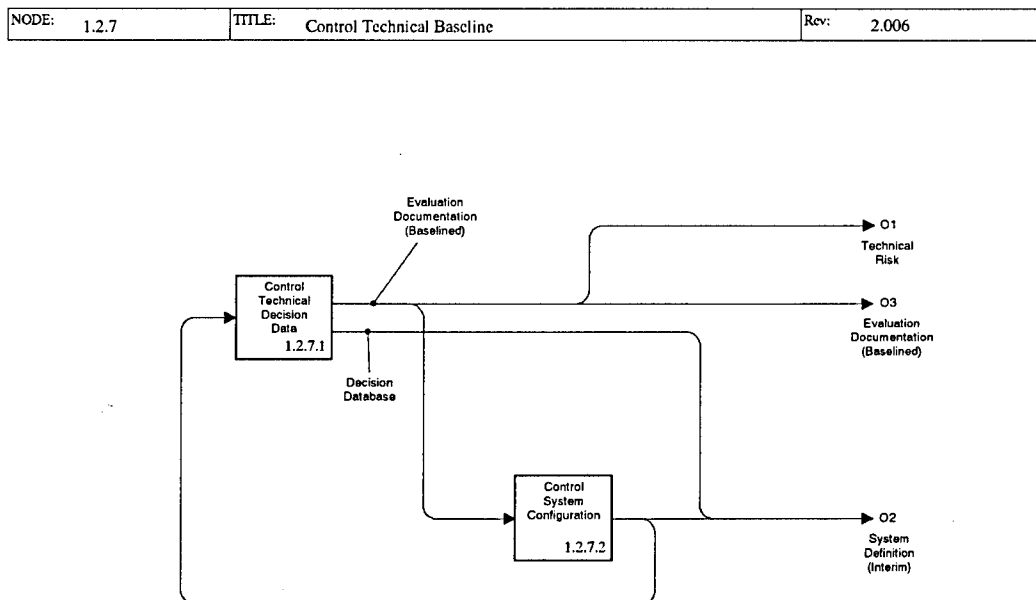 NODE: 1.2.7 TITLE: Control Technical Baseline Rev: 2.006
Evaluation
Documentation
(Baselined)
O1
Technical
Risk
Control
Technical
Decision
Data
1.2.7.1
O3
Evaluation
Documentation
(Baselined)
Decision
Database
Control
System
Configuration
1.2.7.2
O2
System
Definition
(Interim)